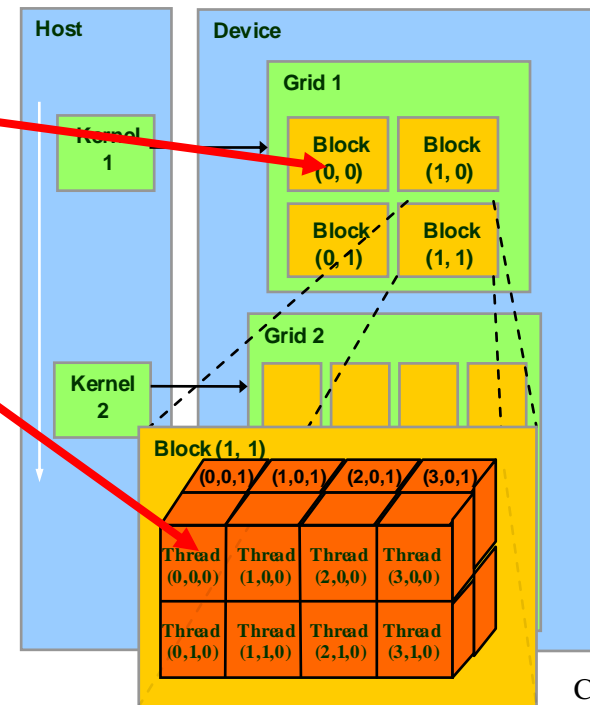 Host
Device
Grid 1
Kernel
1
Block
(0, 0)
Block
(1, 0)
Block
(0, 1)
Block
(1, 1)
Grid 2
Kernel
2
Block (1, 1)
(0,0,1) (1,0,1) (2,0,1) (3,0,1)
Thread
(0,0,0)
Thread
(1,0,0)
Thread
(2,0,0)
Thread
(3,0,0)
Thread
(0,1,0)
Thread
(1,1,0)
Thread
(2,1,0)
Thread
(3,1,0)
C